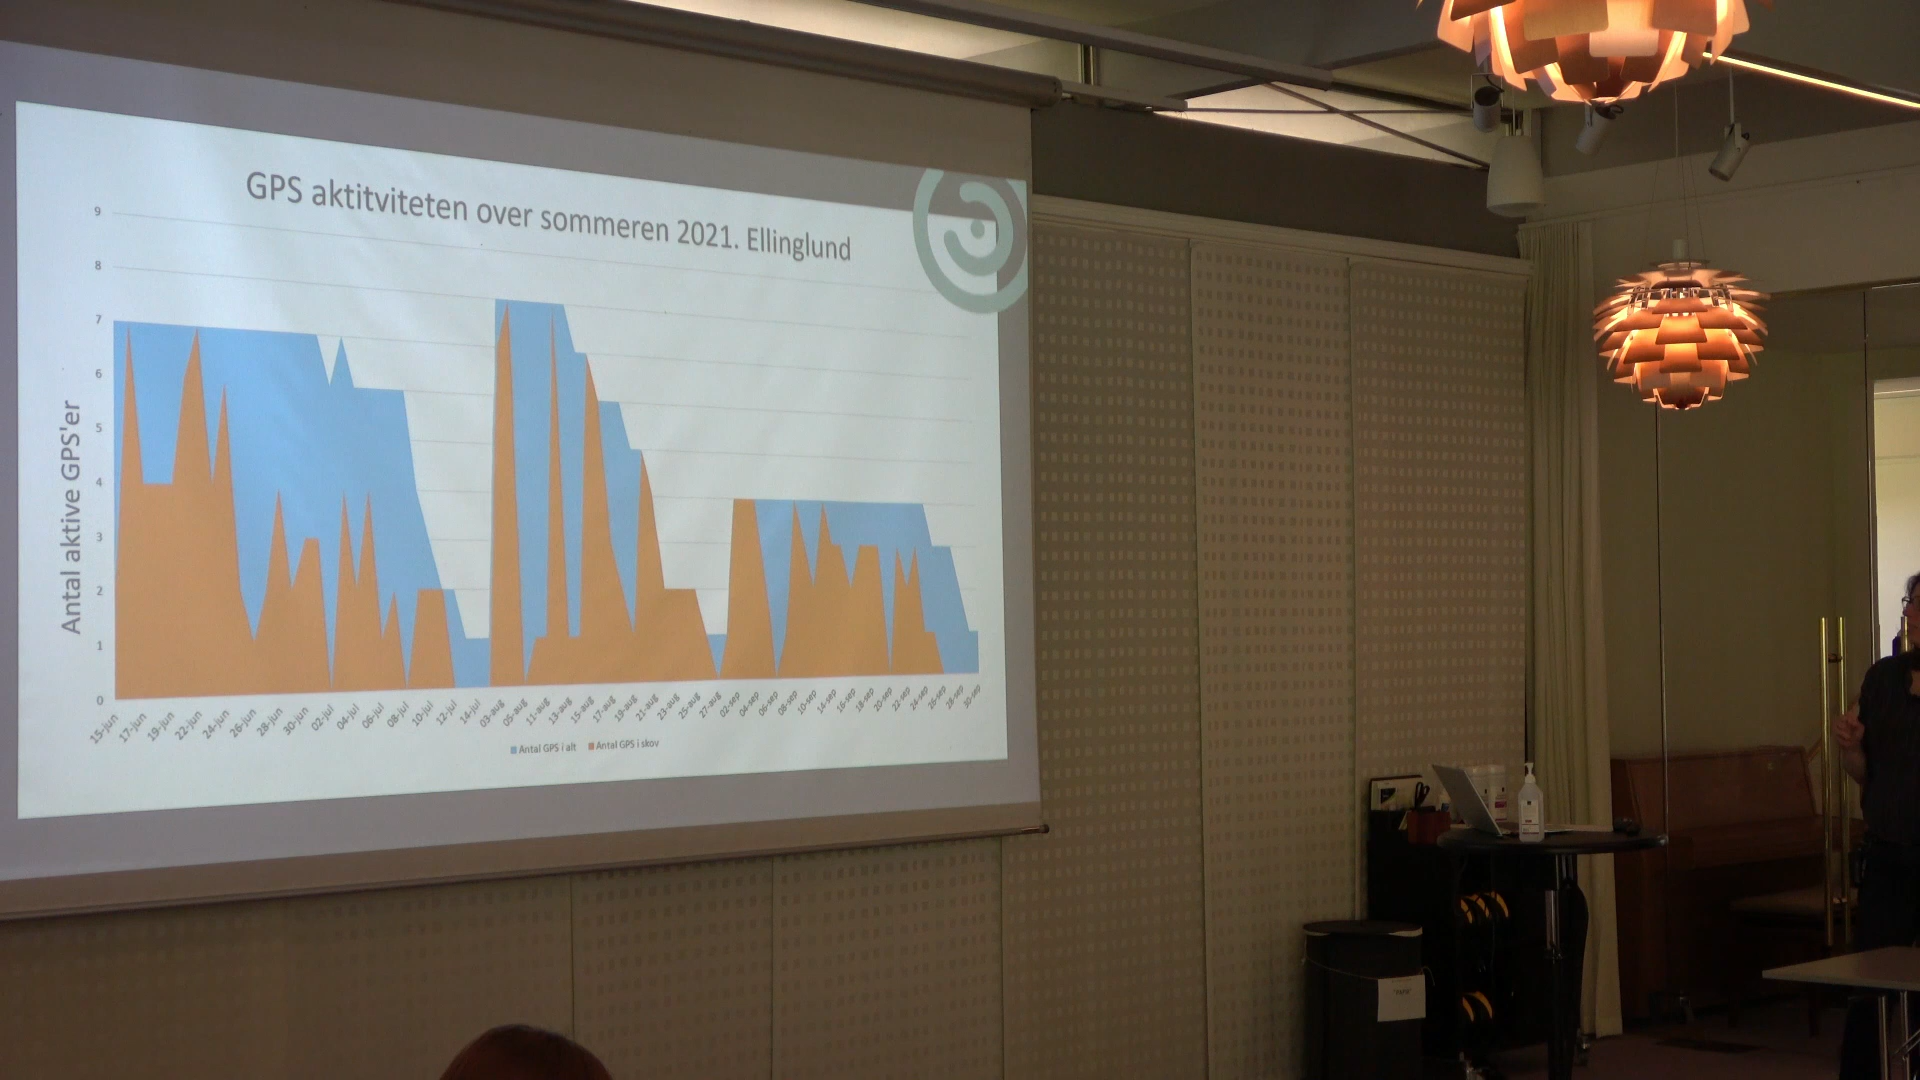 GPS aktitviteten over sommeren 2021. Ellinglund
Antal aktive GPS'er
9
8
7
6
5
4
3
2
1
0
15-jun 17-jun 19-jun 22-jun 24-jun 26-jun 28-jun 30-jun 02-jul 04-jul 06-jul 08-jul 10-jul 12-jul 14-jul 03-aug 05-aug 11-aug 13-aug 15-aug 17-aug 19-aug 21-aug 23-aug 25-aug 27-aug 02-sep 04-sep 06-sep 08-sep 10-sep 14-sep 16-sep 18-sep 20-sep 22-sep 24-sep 26-sep 28-sep 30-sep
Antal GPS i alt Antal GPS i skov